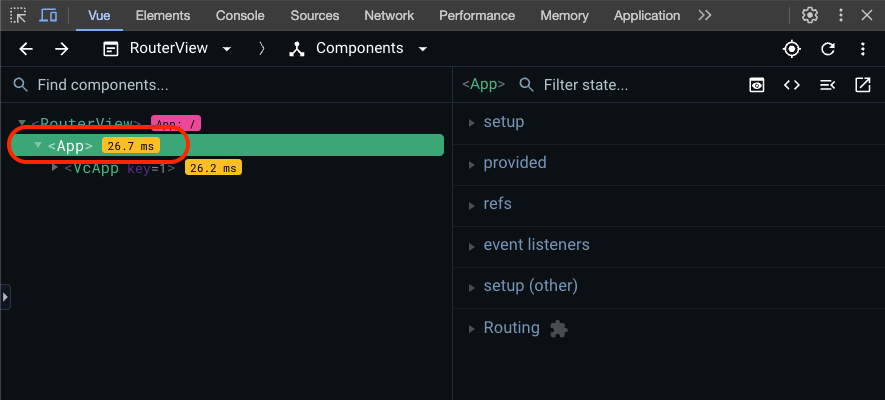 Vue Elements Console Sources Network Performance Memory Application
RouterView Components
Find components...
<App> Filter state...
<RouterView> App: /
<App> 26.7 ms
<VcApp key=1> 26.2 ms
setup
provided
refs
event listeners
setup (other)
Routing